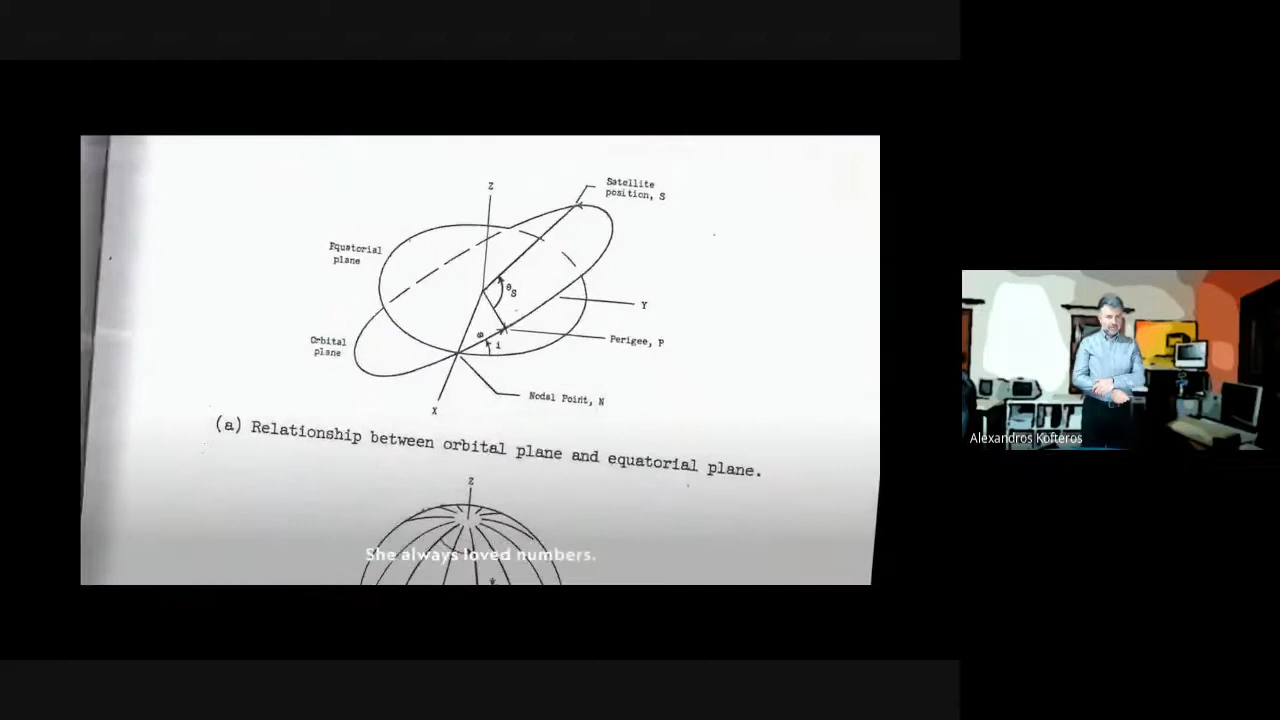 Z
Satellite
position, S
Equatorial
plane
θS
Y
ω
i
Perigee, P
Orbital
plane
Nodal Point, N
X
(a) Relationship between orbital plane and equatorial plane.
Z
She always loved numbers.
Alexandros Kofteros